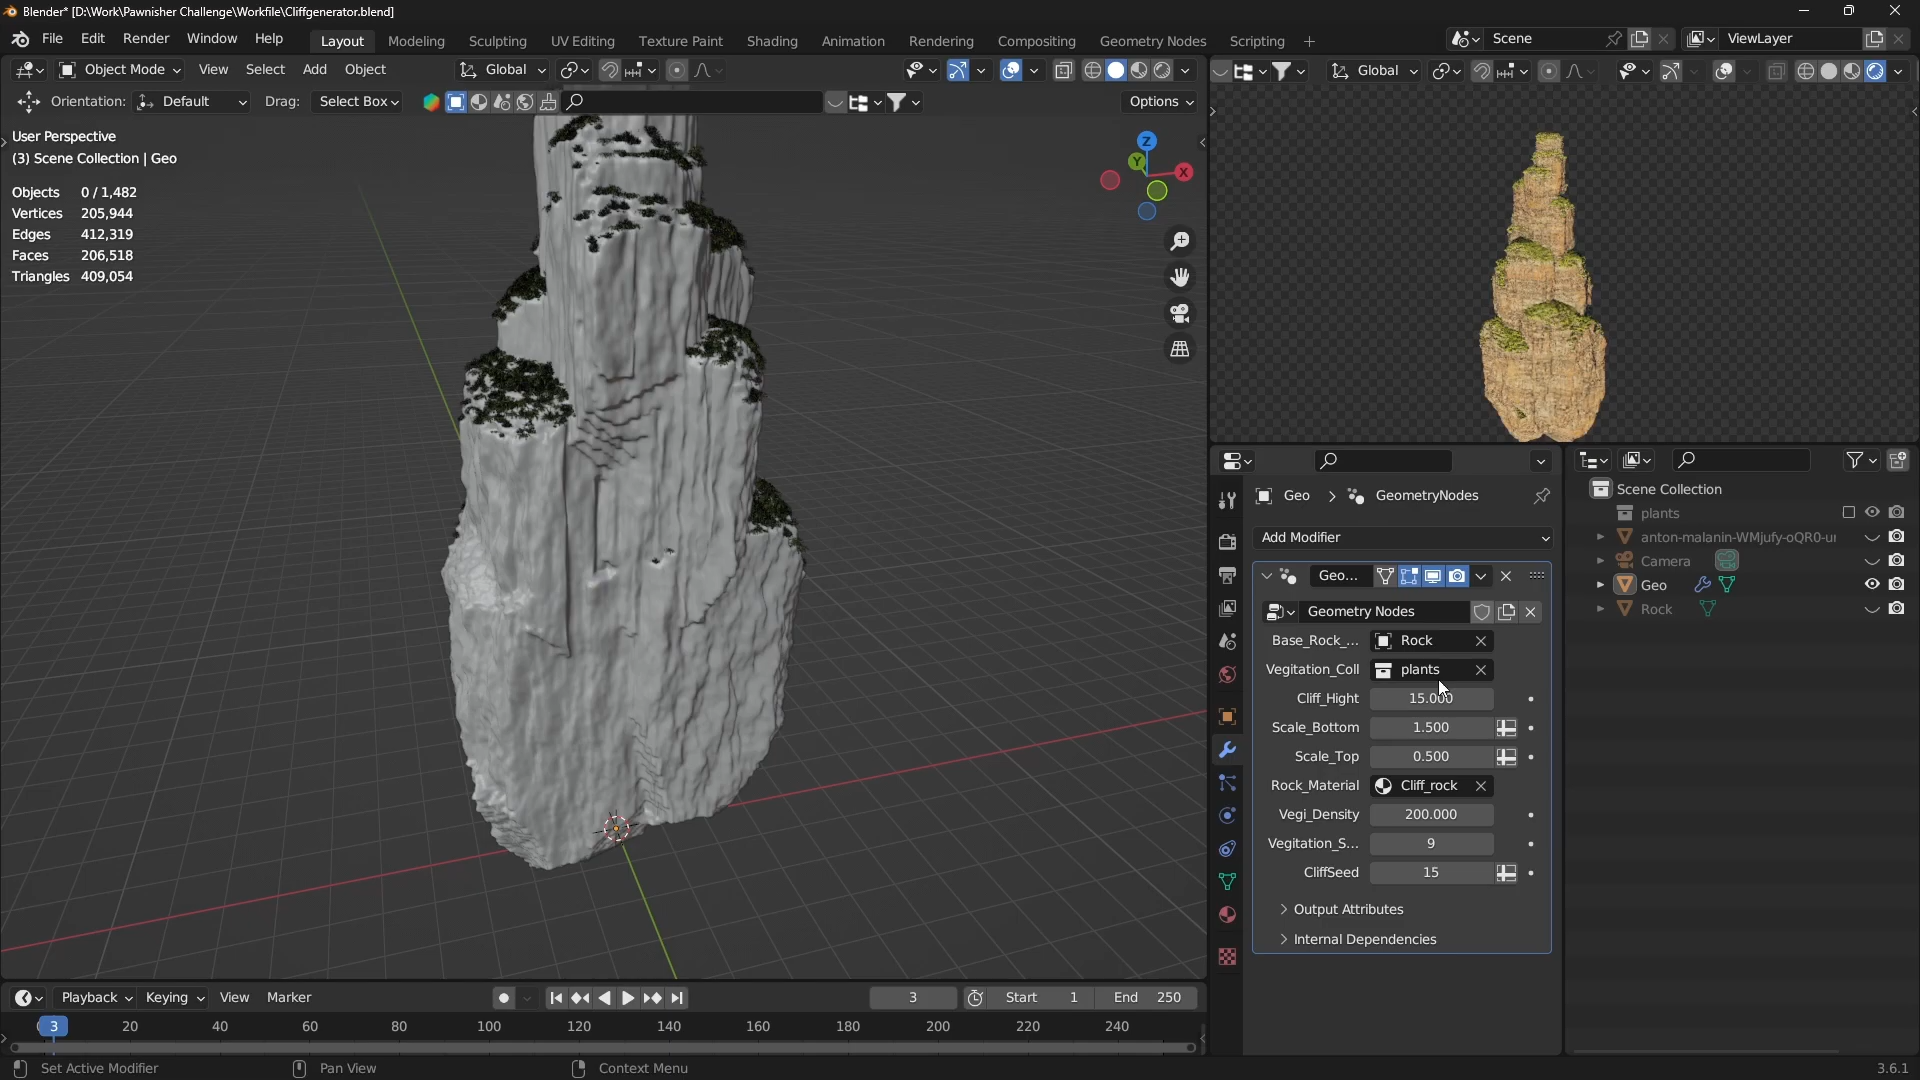 Blender* [D:\Work\Pawnisher Challenge\Workfile\Cliffgenerator.blend]
File Edit Render Window Help
Layout Modeling Sculpting UV Editing Texture Paint Shading Animation Rendering Compositing Geometry Nodes Scripting +
Scene
ViewLayer
Object Mode View Select Add Object
Global
Global
Orientation: Default Drag: Select Box
Options
User Perspective
(3) Scene Collection | Geo
Objects 0 / 1,482
Vertices 205,944
Edges 412,319
Faces 206,518
Triangles 409,054
Z
Y
X
Geo > GeometryNodes
Add Modifier
Geo...
Geometry Nodes
Base_Rock_... Rock
Vegitation_Coll plants
Cliff_Hight 15.000
Scale_Bottom 1.500
Scale_Top 0.500
Rock_Material Cliff_rock
Vegi_Density 200.000
Vegitation_S... 9
CliffSeed 15
Output Attributes
Internal Dependencies
Scene Collection
plants
anton-malanin-WMjufy-oQR0-u
Camera
Geo
Rock
Playback Keying View Marker
3
Start 1
End 250
3 20 40 60 80 100 120 140 160 180 200 220 240
Set Active Modifier
Pan View
Context Menu
3.6.1